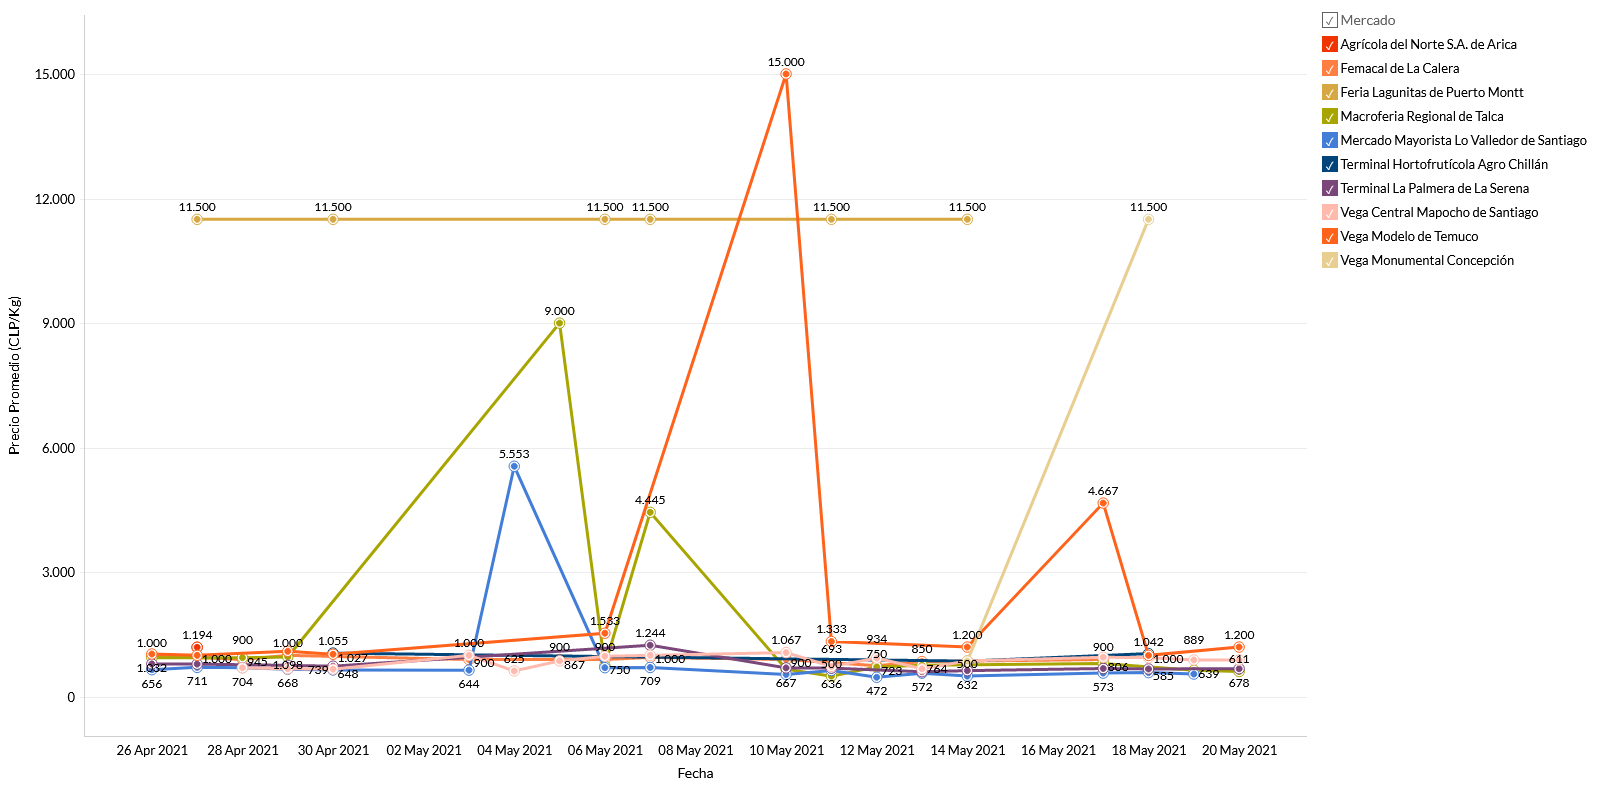 Mercado
Agrícola del Norte S.A. de Arica
Femacal de La Calera
Feria Lagunitas de Puerto Montt
Macroferia Regional de Talca
Mercado Mayorista Lo Valledor de Santiago
Terminal Hortofrutícola Agro Chillán
Terminal La Palmera de La Serena
Vega Central Mapocho de Santiago
Vega Modelo de Temuco
Vega Monumental Concepción
Precio Promedio (CLP/Kg)
15.000
12.000
9.000
6.000
3.000
0
15.000
11.500 11.500 11.500 11.500 11.500 11.500 11.500
9.000
5.553
4.445
4.667
1.533
1.333
1.000 1.194 900 1.000 1.055 1.000 625 900 900 1.244 1.067 693 934 850 1.200 900 1.042 889 1.200
1.032 1.000 945 1.098 739 1.027 900 867 750 1.000 900 500 750 723 764 500 806 1.000 639 611
656 711 704 668 648 644 709 667 636 472 572 632 573 585 678
26 Apr 2021 28 Apr 2021 30 Apr 2021 02 May 2021 04 May 2021 06 May 2021 08 May 2021 10 May 2021 12 May 2021 14 May 2021 16 May 2021 18 May 2021 20 May 2021
Fecha